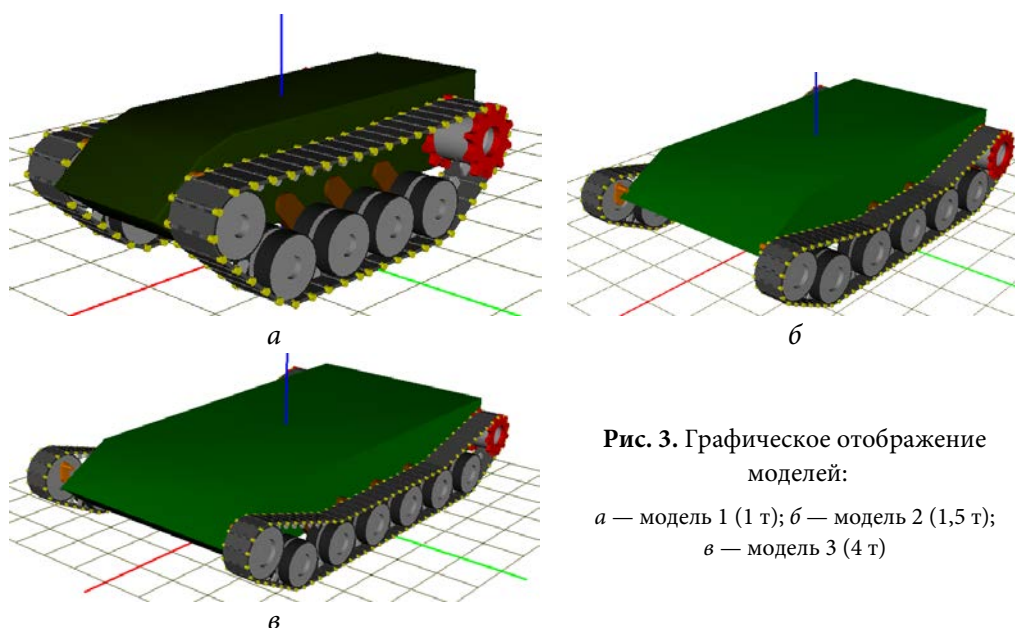 а
б
в
Рис. 3. Графическое отображение
моделей:
а — модель 1 (1 т); б — модель 2 (1,5 т);
в — модель 3 (4 т)